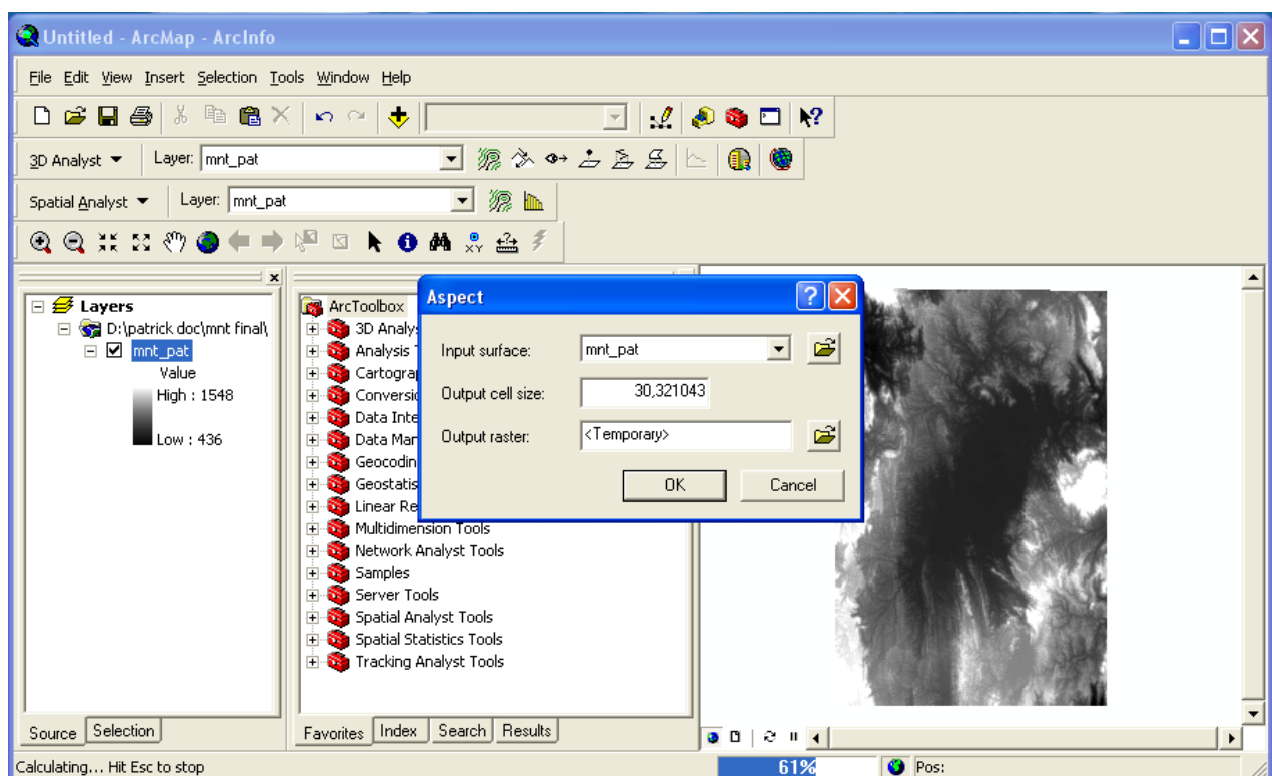 Untitled - ArcMap - ArcInfo
File Edit View Insert Selection Tools Window Help
3D Analyst Layer: mnt_pat
Spatial Analyst Layer: mnt_pat
Layers
D:\patrick doc\mnt final\
mnt_pat
Value
High : 1548
Low : 436
Source Selection
ArcToolbox
3D Analys
Analysis
Cartogra
Conversi
Data Inte
Data Man
Geocodin
Geostatis
Linear Re
Multidimension Tools
Network Analyst Tools
Samples
Server Tools
Spatial Analyst Tools
Spatial Statistics Tools
Tracking Analyst Tools
Favorites Index Search Results
Aspect
Input surface: mnt_pat
Output cell size: 30,321043
Output raster: <Temporary>
OK Cancel
Calculating... Hit Esc to stop 61% Pos: